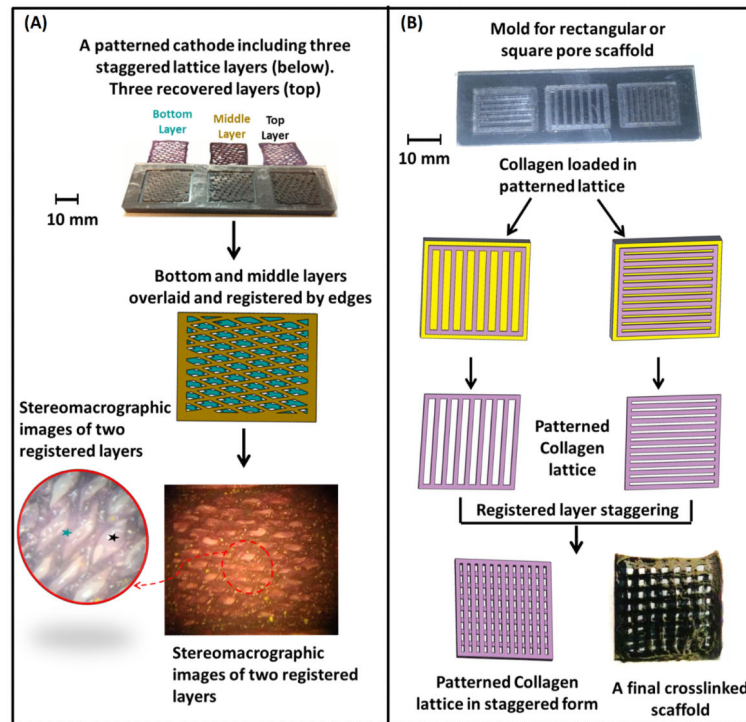 (A)
A patterned cathode including three
staggered lattice layers (below).
Three recovered layers (top)
Bottom
Layer
Middle
Layer
Top
Layer
10 mm
Bottom and middle layers
overlaid and registered by edges
Stereomacrographic
images of two
registered layers
Stereomacrographic
images of two registered
layers
(B)
Mold for rectangular or
square pore scaffold
10 mm
Collagen loaded in
patterned lattice
Patterned
Collagen
lattice
Registered layer staggering
Patterned Collagen
lattice in staggered form
A final crosslinked
scaffold